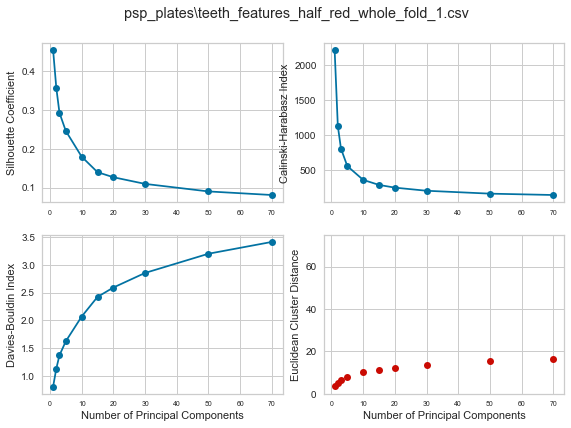 psp_plates\teeth_features_half_red_whole_fold_1.csv
Silhouette Coefficient
0.4
0.3
0.2
0.1
0 10 20 30 40 50 60 70
Calinski-Harabasz Index
2000
1500
1000
500
0 10 20 30 40 50 60 70
Davies-Bouldin Index
3.5
3.0
2.5
2.0
1.5
1.0
0 10 20 30 40 50 60 70
Number of Principal Components
Euclidean Cluster Distance
60
40
20
0
0 10 20 30 40 50 60 70
Number of Principal Components